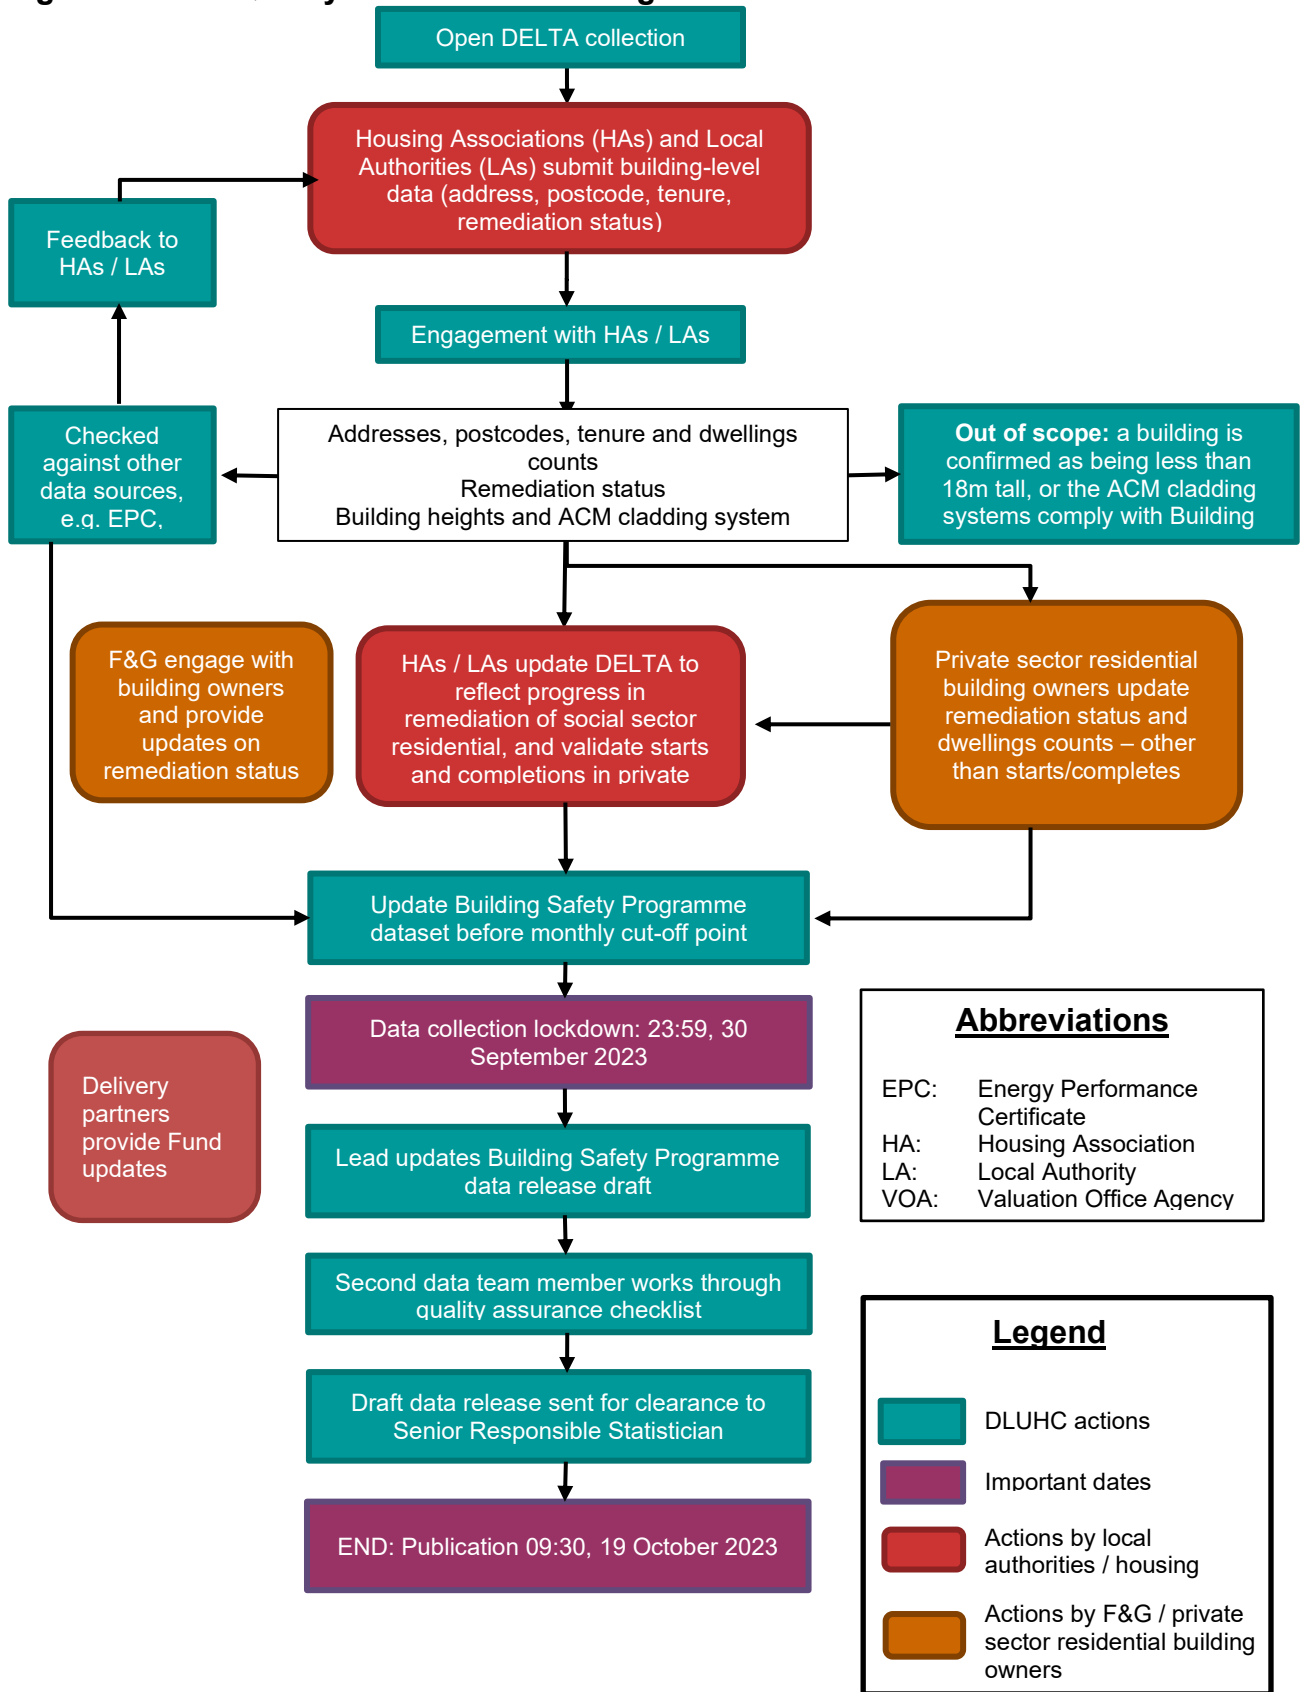 Open DELTA collection
Housing Associations (HAs) and Local
Authorities (LAs) submit building-level
data (address, postcode, tenure,
remediation status)
Feedback to
HAs / LAs
Engagement with HAs / LAs
Checked
against other
data sources,
e.g. EPC,
Addresses, postcodes, tenure and dwellings
counts
Remediation status
Building heights and ACM cladding system
Out of scope: a building is
confirmed as being less than
18m tall, or the ACM cladding
systems comply with Building
F&G engage with
building owners
and provide
updates on
remediation status
HAs / LAs update DELTA to
reflect progress in
remediation of social sector
residential, and validate starts
and completions in private
Private sector residential
building owners update
remediation status and
dwellings counts – other
than starts/completes
Update Building Safety Programme
dataset before monthly cut-off point
Data collection lockdown: 23:59, 30
September 2023
Delivery
partners
provide Fund
updates
Lead updates Building Safety Programme
data release draft
Second data team member works through
quality assurance checklist
Draft data release sent for clearance to
Senior Responsible Statistician
END: Publication 09:30, 19 October 2023
Abbreviations
EPC: Energy Performance
Certificate
HA: Housing Association
LA: Local Authority
VOA: Valuation Office Agency
Legend
DLUHC actions
Important dates
Actions by local
authorities / housing
Actions by F&G / private
sector residential building
owners